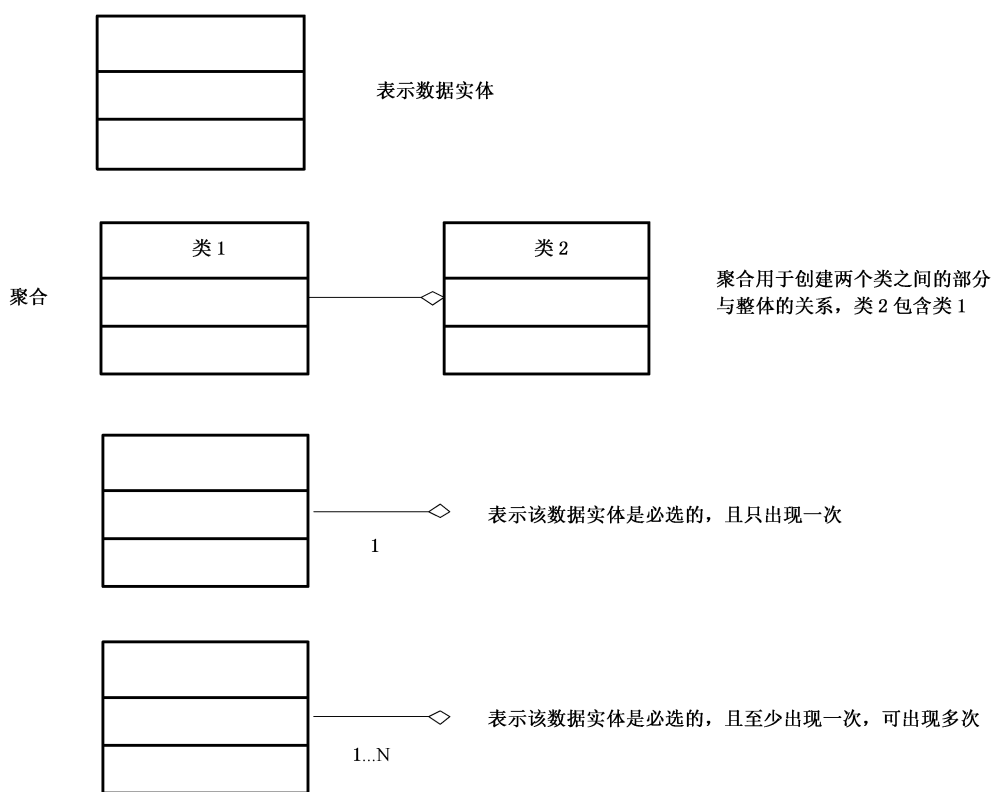 表示数据实体
类 1
类 2
聚合
聚合用于创建两个类之间的部分
与整体的关系，类 2 包含类 1
表示该数据实体是必选的，且只出现一次
1
表示该数据实体是必选的，且至少出现一次，可出现多次
1...N